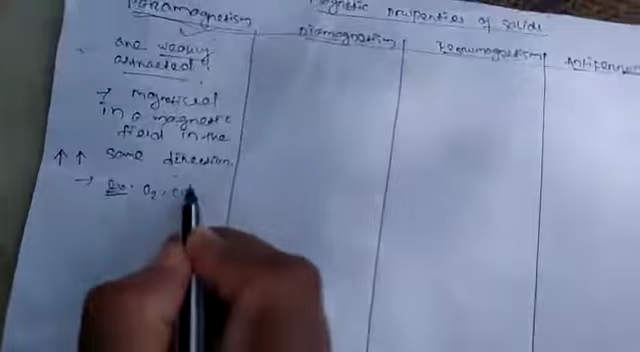 Magnetic properties of solids
Paramagnetism
Diamagnetism
Ferromagnetism
are weakly
attracted.
→ magnetised
in a magnetic
field in the
↑ ↑ same direction.
→ Ex. O2,